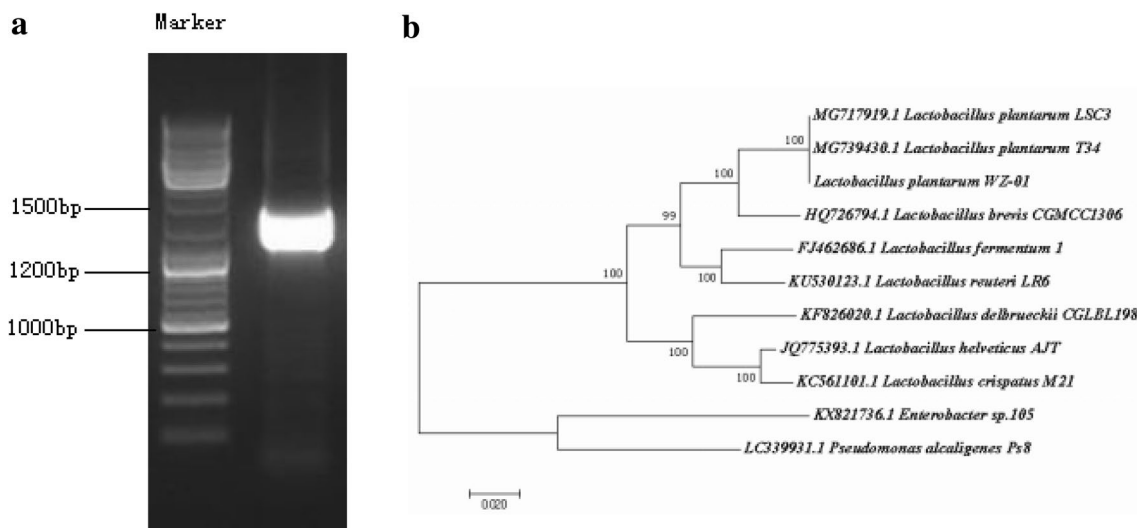 a
Marker
1500bp
1200bp
1000bp
b
MG717919.1 Lactobacillus plantarum LSC3
100
MG739430.1 Lactobacillus plantarum T34
Lactobacillus plantarum WZ-01
100
HQ726794.1 Lactobacillus brevis CGMCC1306
99
FJ462686.1 Lactobacillus fermentum 1
100
KU530123.1 Lactobacillus reuteri LR6
100
KF826020.1 Lactobacillus delbrueckii CGLBL198
100
JQ775393.1 Lactobacillus helveticus AJT
100
KC561101.1 Lactobacillus crispatus M21
KX821736.1 Enterobacter sp.105
LC339931.1 Pseudomonas alcaligenes Ps8
0.020